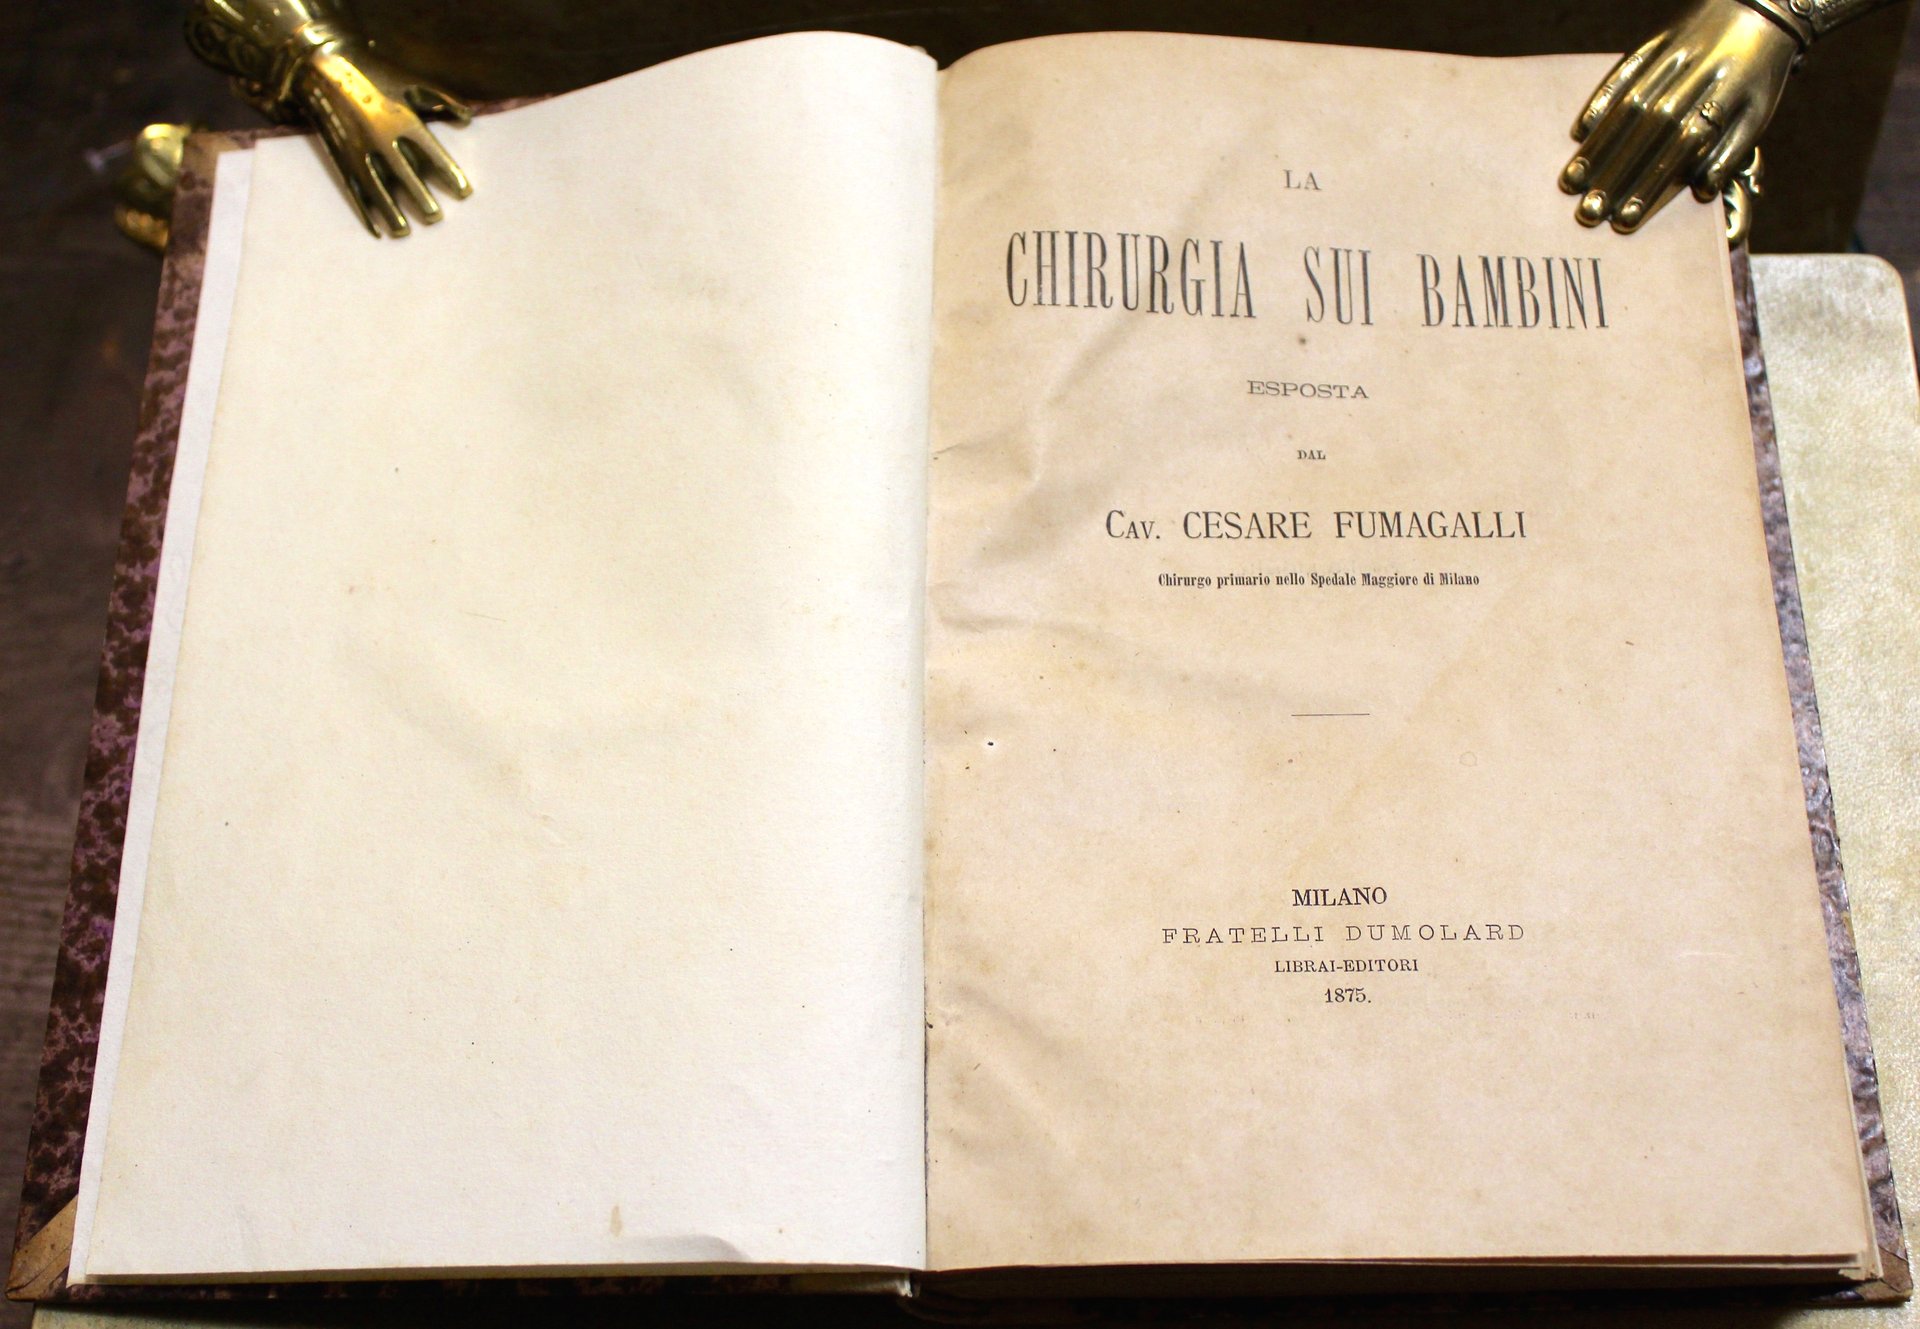 LA
CHIRURGIA SUI BAMBINI
ESPOSTA
DAL
CAV. CESARE FUMAGALLI
Chirurgo primario nello Spedale Maggiore di Milano
MILANO
FRATELLI DUMOLARD
LIBRAI-EDITORI
1875.